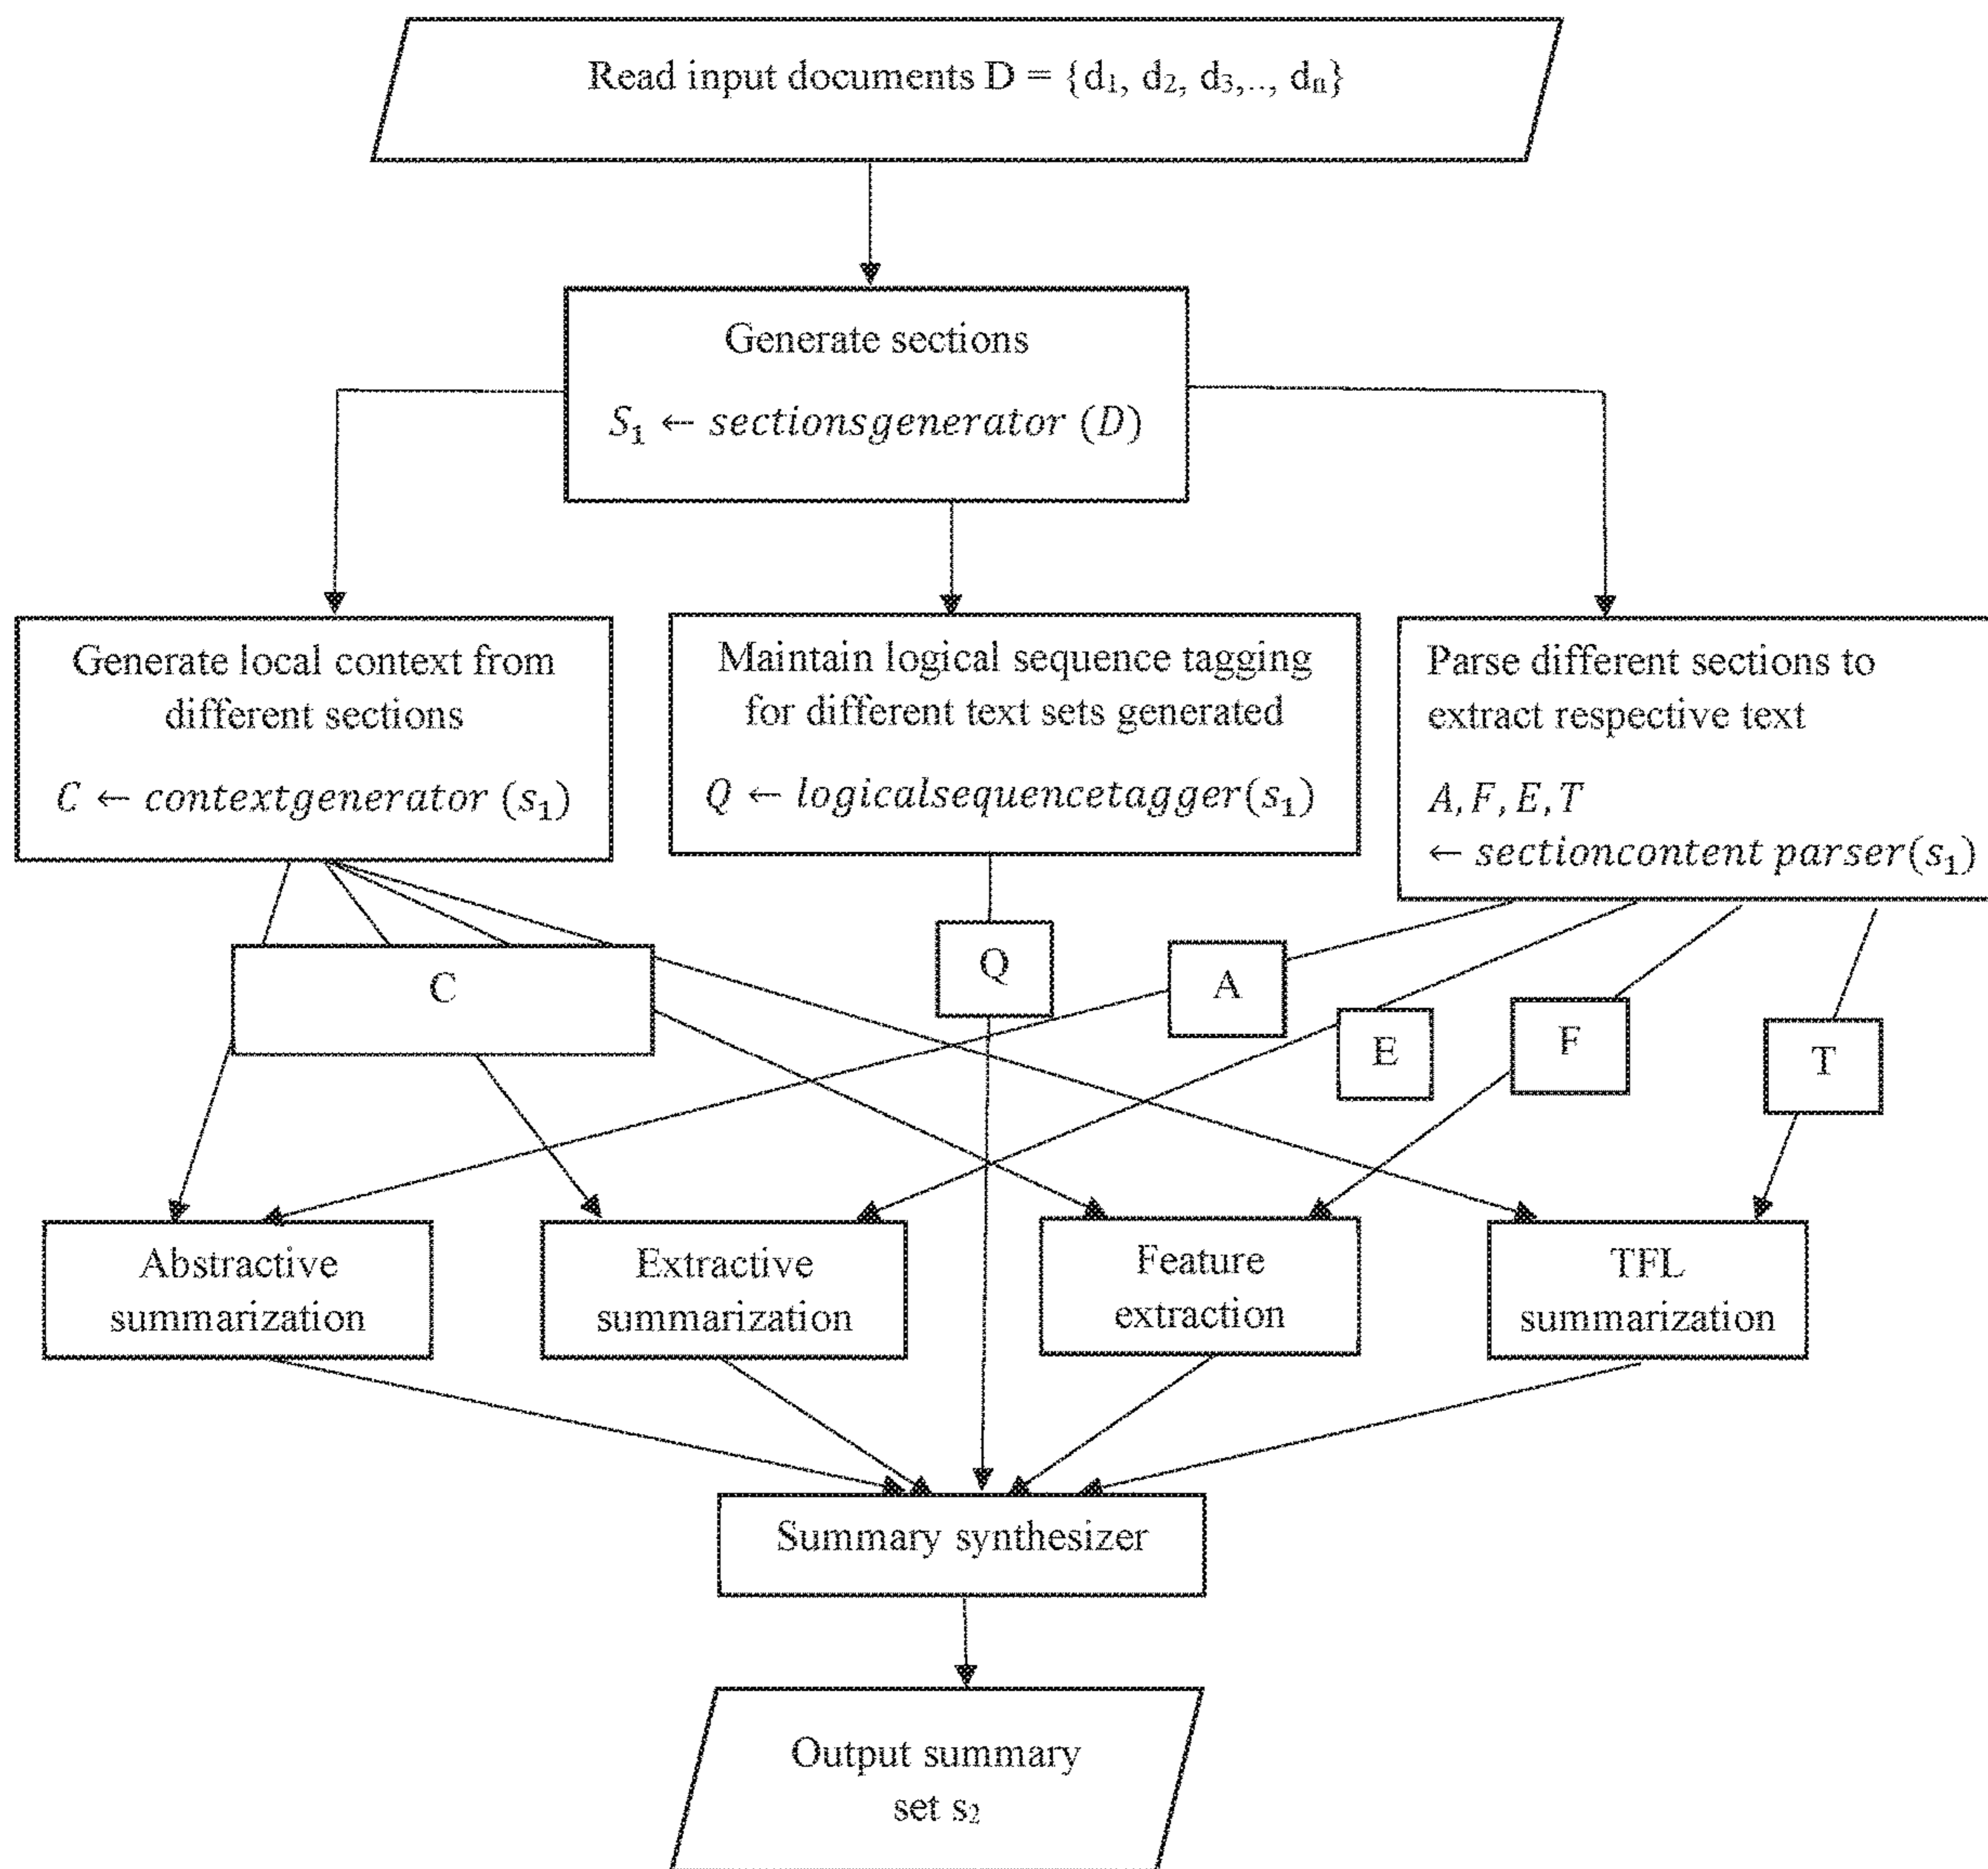 Read input documents D = {d₁, d₂, d₃,.., dₙ}
Generate sections
S₁ ← sectionsgenerator (D)
Generate local context from
different sections
C ← contextgenerator (s₁)
Maintain logical sequence tagging
for different text sets generated
Q ← logicalsequencetagger(s₁)
Parse different sections to
extract respective text
A, F, E, T
← sectioncontent parser(s₁)
C
Q
A
E
F
T
Abstractive
summarization
Extractive
summarization
Feature
extraction
TFL
summarization
Summary synthesizer
Output summary
set s₂